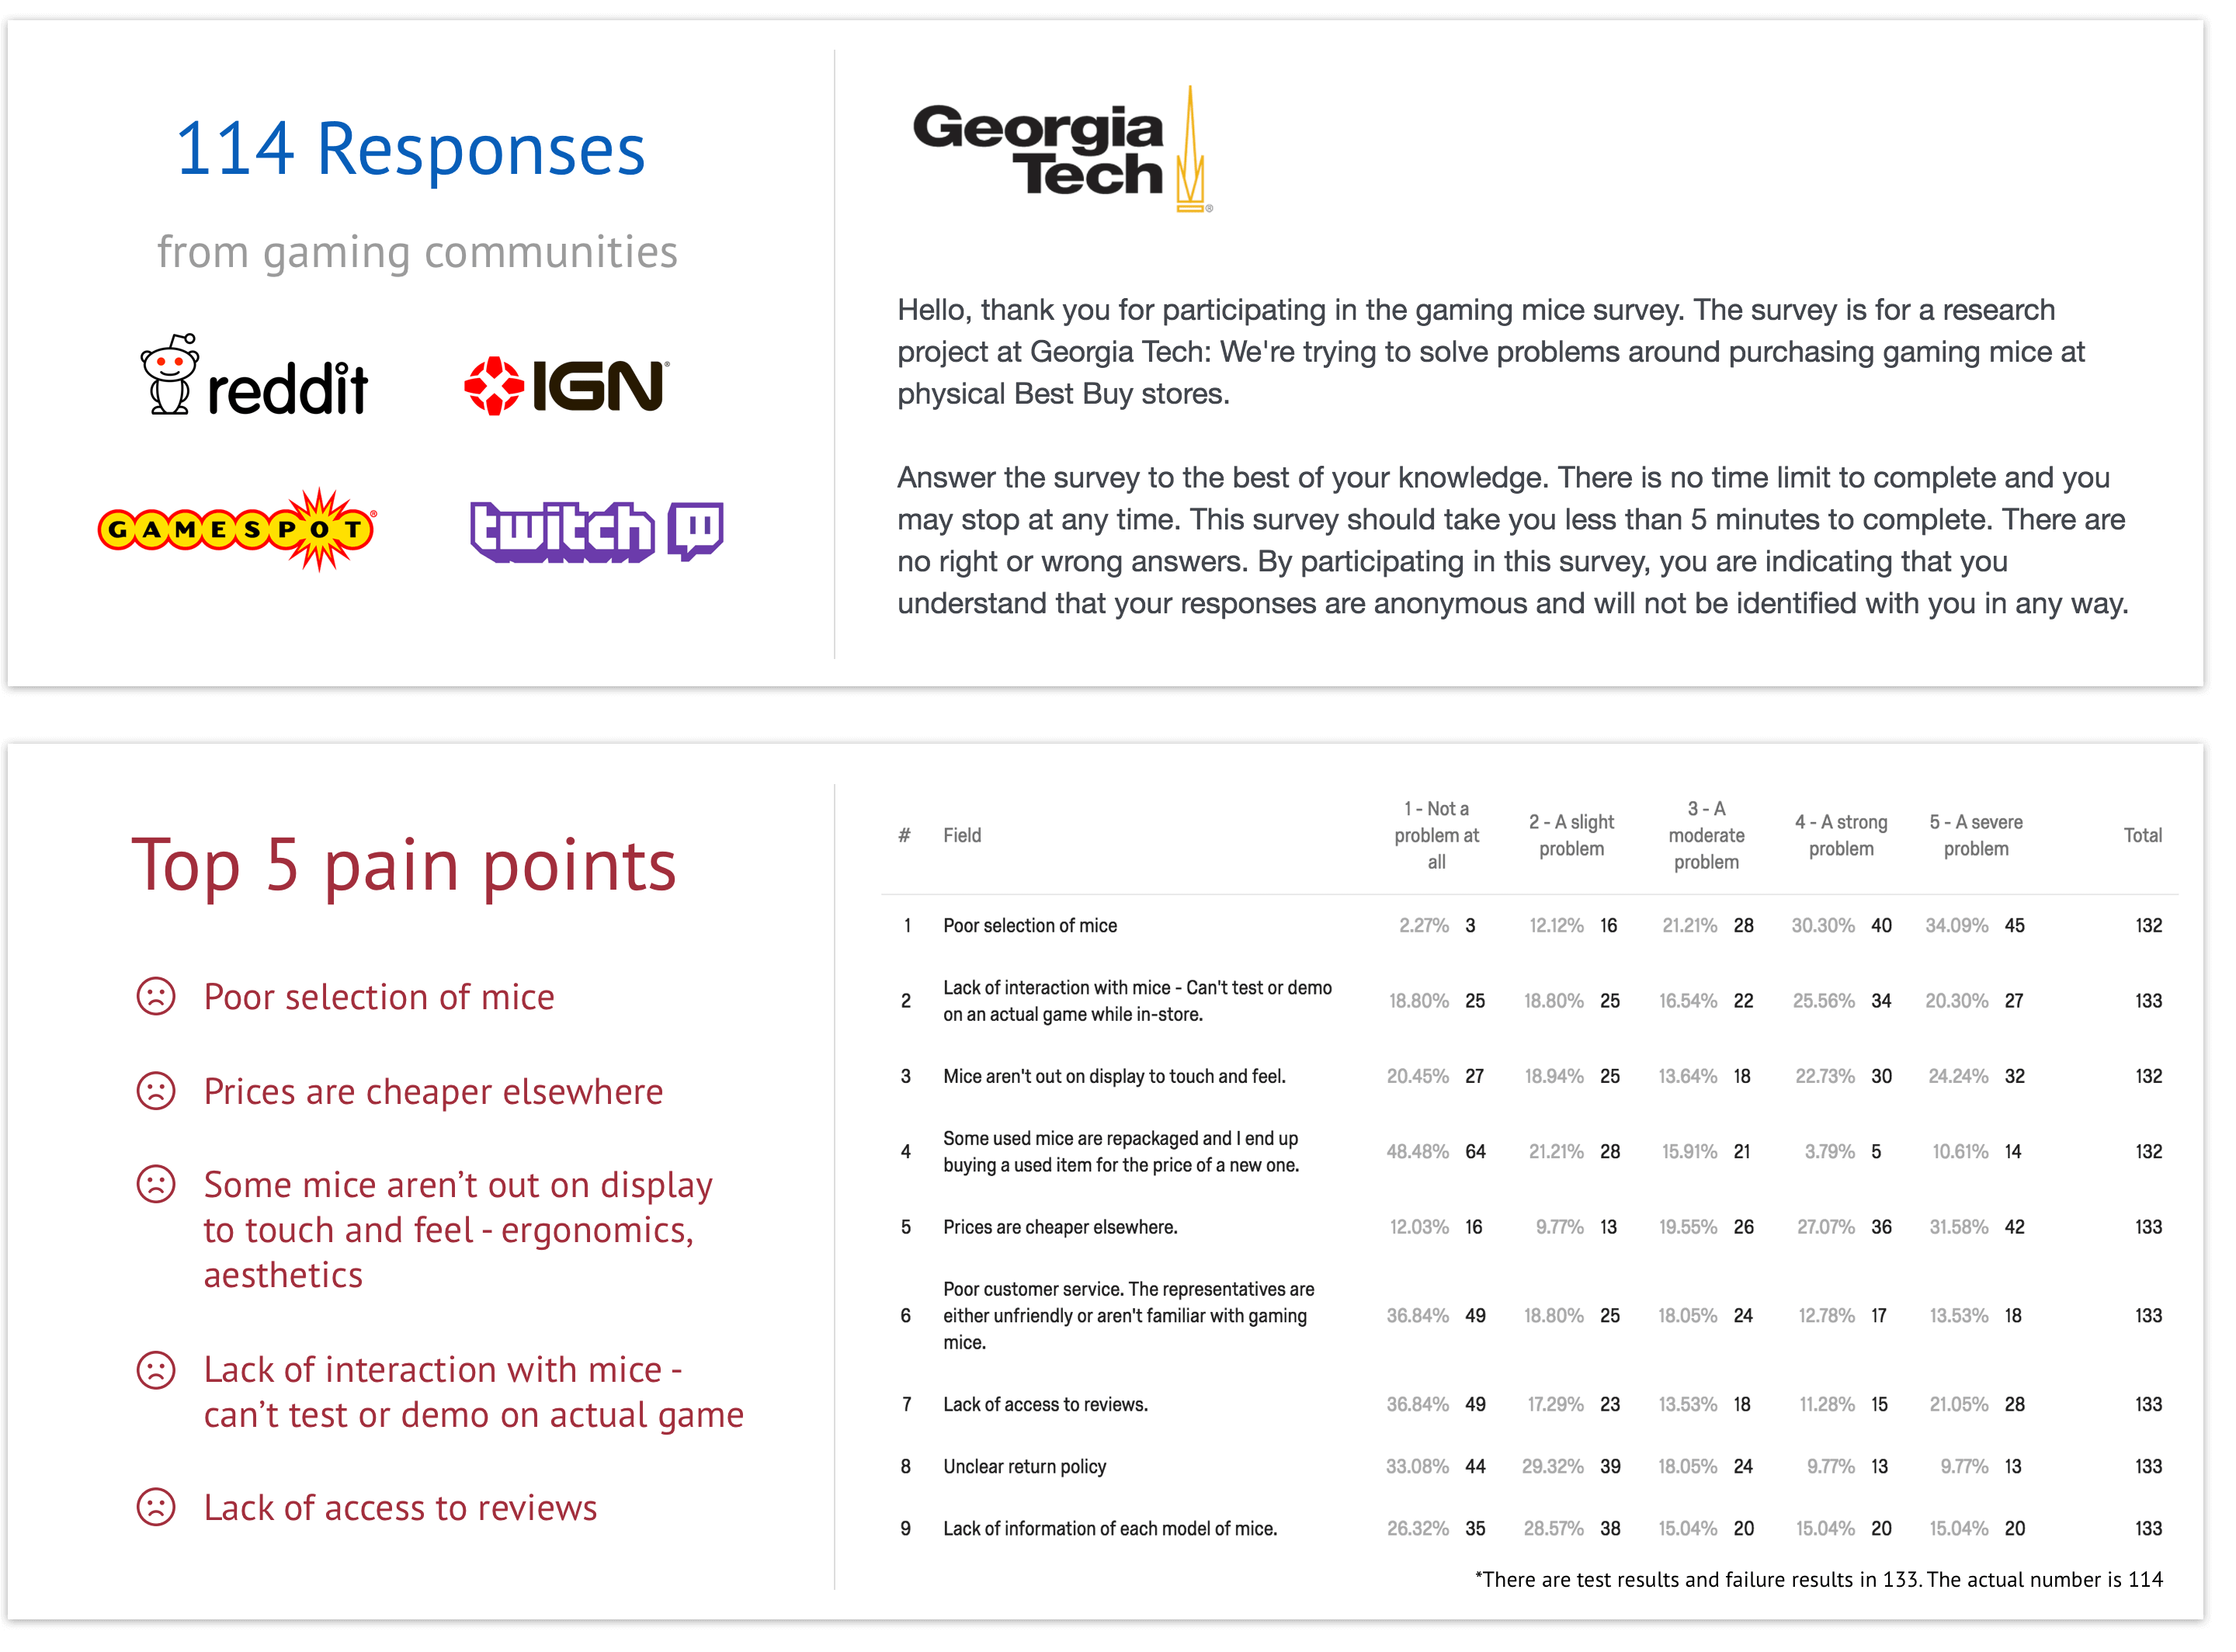 114 Responses
from gaming communities
reddit
IGN
GAMESPOT
twitch
Georgia
Tech
Hello, thank you for participating in the gaming mice survey. The survey is for a research
project at Georgia Tech: We're trying to solve problems around purchasing gaming mice at
physical Best Buy stores.
Answer the survey to the best of your knowledge. There is no time limit to complete and you
may stop at any time. This survey should take you less than 5 minutes to complete. There are
no right or wrong answers. By participating in this survey, you are indicating that you
understand that your responses are anonymous and will not be identified with you in any way.
Top 5 pain points
Poor selection of mice
Prices are cheaper elsewhere
Some mice aren’t out on display
to touch and feel - ergonomics,
aesthetics
Lack of interaction with mice -
can’t test or demo on actual game
Lack of access to reviews
# Field 1 - Not a problem at all 2 - A slight problem 3 - A moderate problem 4 - A strong problem 5 - A severe problem Total
1 Poor selection of mice 2.27% 3 12.12% 16 21.21% 28 30.30% 40 34.09% 45 132
2 Lack of interaction with mice - Can't test or demo
on an actual game while in-store. 18.80% 25 18.80% 25 16.54% 22 25.56% 34 20.30% 27 133
3 Mice aren't out on display to touch and feel. 20.45% 27 18.94% 25 13.64% 18 22.73% 30 24.24% 32 132
4 Some used mice are repackaged and I end up
buying a used item for the price of a new one. 48.48% 64 21.21% 28 15.91% 21 3.79% 5 10.61% 14 132
5 Prices are cheaper elsewhere. 12.03% 16 9.77% 13 19.55% 26 27.07% 36 31.58% 42 133
6 Poor customer service. The representatives are
either unfriendly or aren't familiar with gaming
mice. 36.84% 49 18.80% 25 18.05% 24 12.78% 17 13.53% 18 133
7 Lack of access to reviews. 36.84% 49 17.29% 23 13.53% 18 11.28% 15 21.05% 28 133
8 Unclear return policy 33.08% 44 29.32% 39 18.05% 24 9.77% 13 9.77% 13 133
9 Lack of information of each model of mice. 26.32% 35 28.57% 38 15.04% 20 15.04% 20 15.04% 20 133
*There are test results and failure results in 133. The actual number is 114